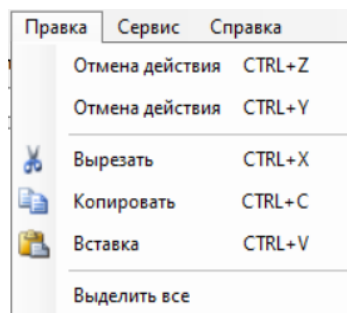 Правка Сервис Справка
Отмена действия CTRL+Z
Отмена действия CTRL+Y
Вырезать CTRL+X
Копировать CTRL+C
Вставка CTRL+V
Выделить все